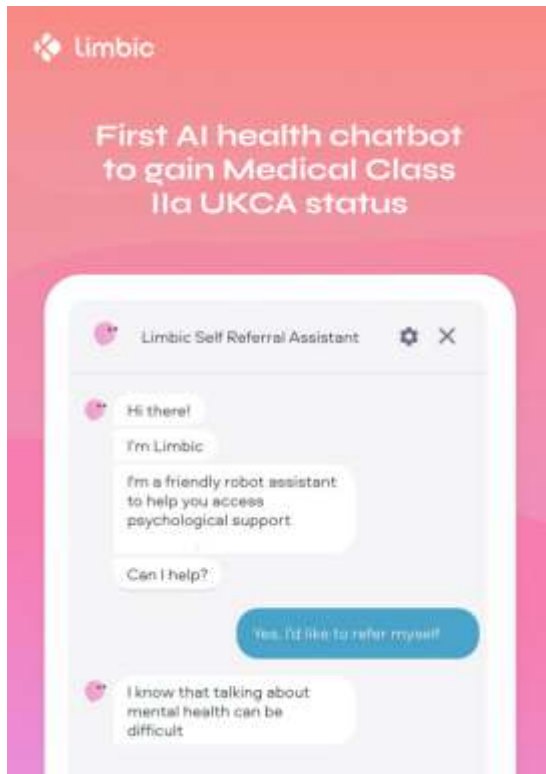 Limbic
First AI health chatbot
to gain Medical Class
IIa UKCA status
Limbic Self Referral Assistant
Hi there!
I'm Limbic
I'm a friendly robot assistant
to help you access
psychological support
Can I help?
Yes, I'd like to refer myself
I know that talking about
mental health can be
difficult